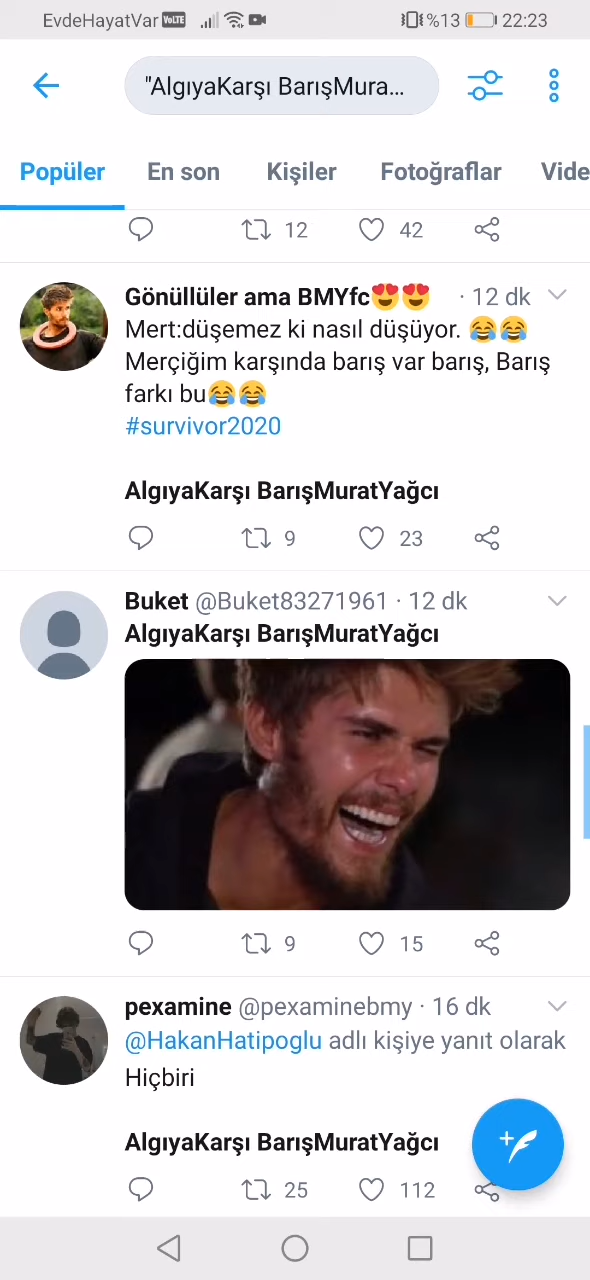 EvdeHayatVar VoLTE %13 22:23
"AlgıyaKarşı BarışMura...
Popüler En son Kişiler Fotoğraflar Vide
12 42
Gönüllüler ama BMYfc😍😍 · 12 dk
Mert:düşemez ki nasıl düşüyor. 😂😂
Merçiğim karşında barış var barış, Barış
farkı bu😂😂
#survivor2020
AlgıyaKarşı BarışMuratYağcı
9 23
Buket @Buket83271961 · 12 dk
AlgıyaKarşı BarışMuratYağcı
9 15
pexamine @pexaminebmy · 16 dk
@HakanHatipoglu adlı kişiye yanıt olarak
Hiçbiri
AlgıyaKarşı BarışMuratYağcı
25 112